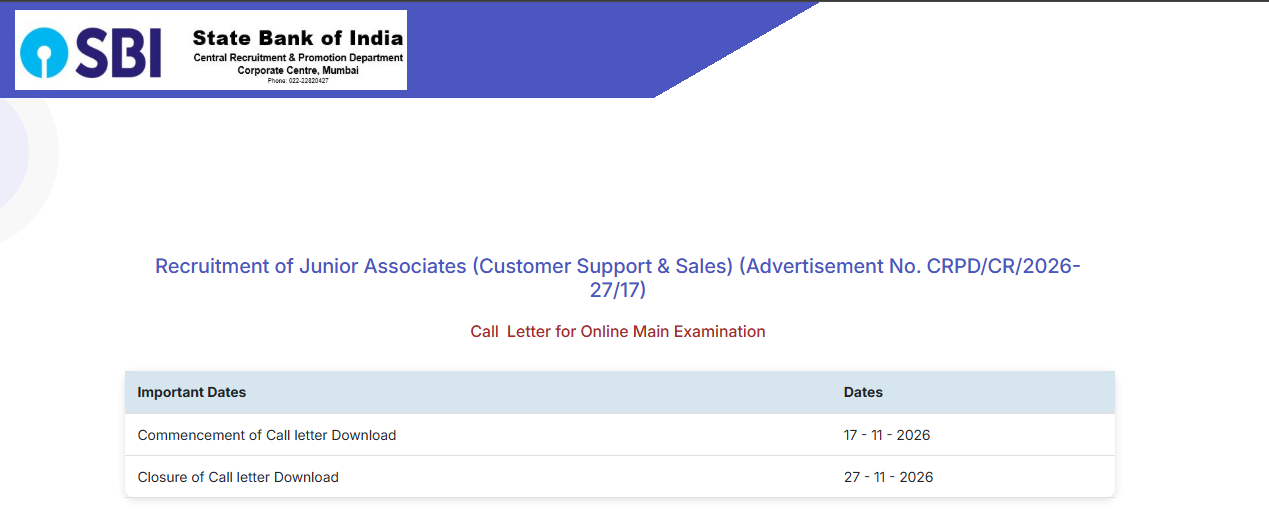 SBI
State Bank of India
Central Recruitment & Promotion Department
Corporate Centre, Mumbai
Phone: 022-22820427
Recruitment of Junior Associates (Customer Support & Sales) (Advertisement No. CRPD/CR/2026-
27/17)
Call Letter for Online Main Examination
Important Dates Dates
Commencement of Call letter Download 17 - 11 - 2026
Closure of Call letter Download 27 - 11 - 2026